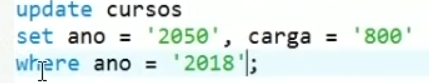 update cursos
set ano = '2050', carga = '800'
where ano = '2018';